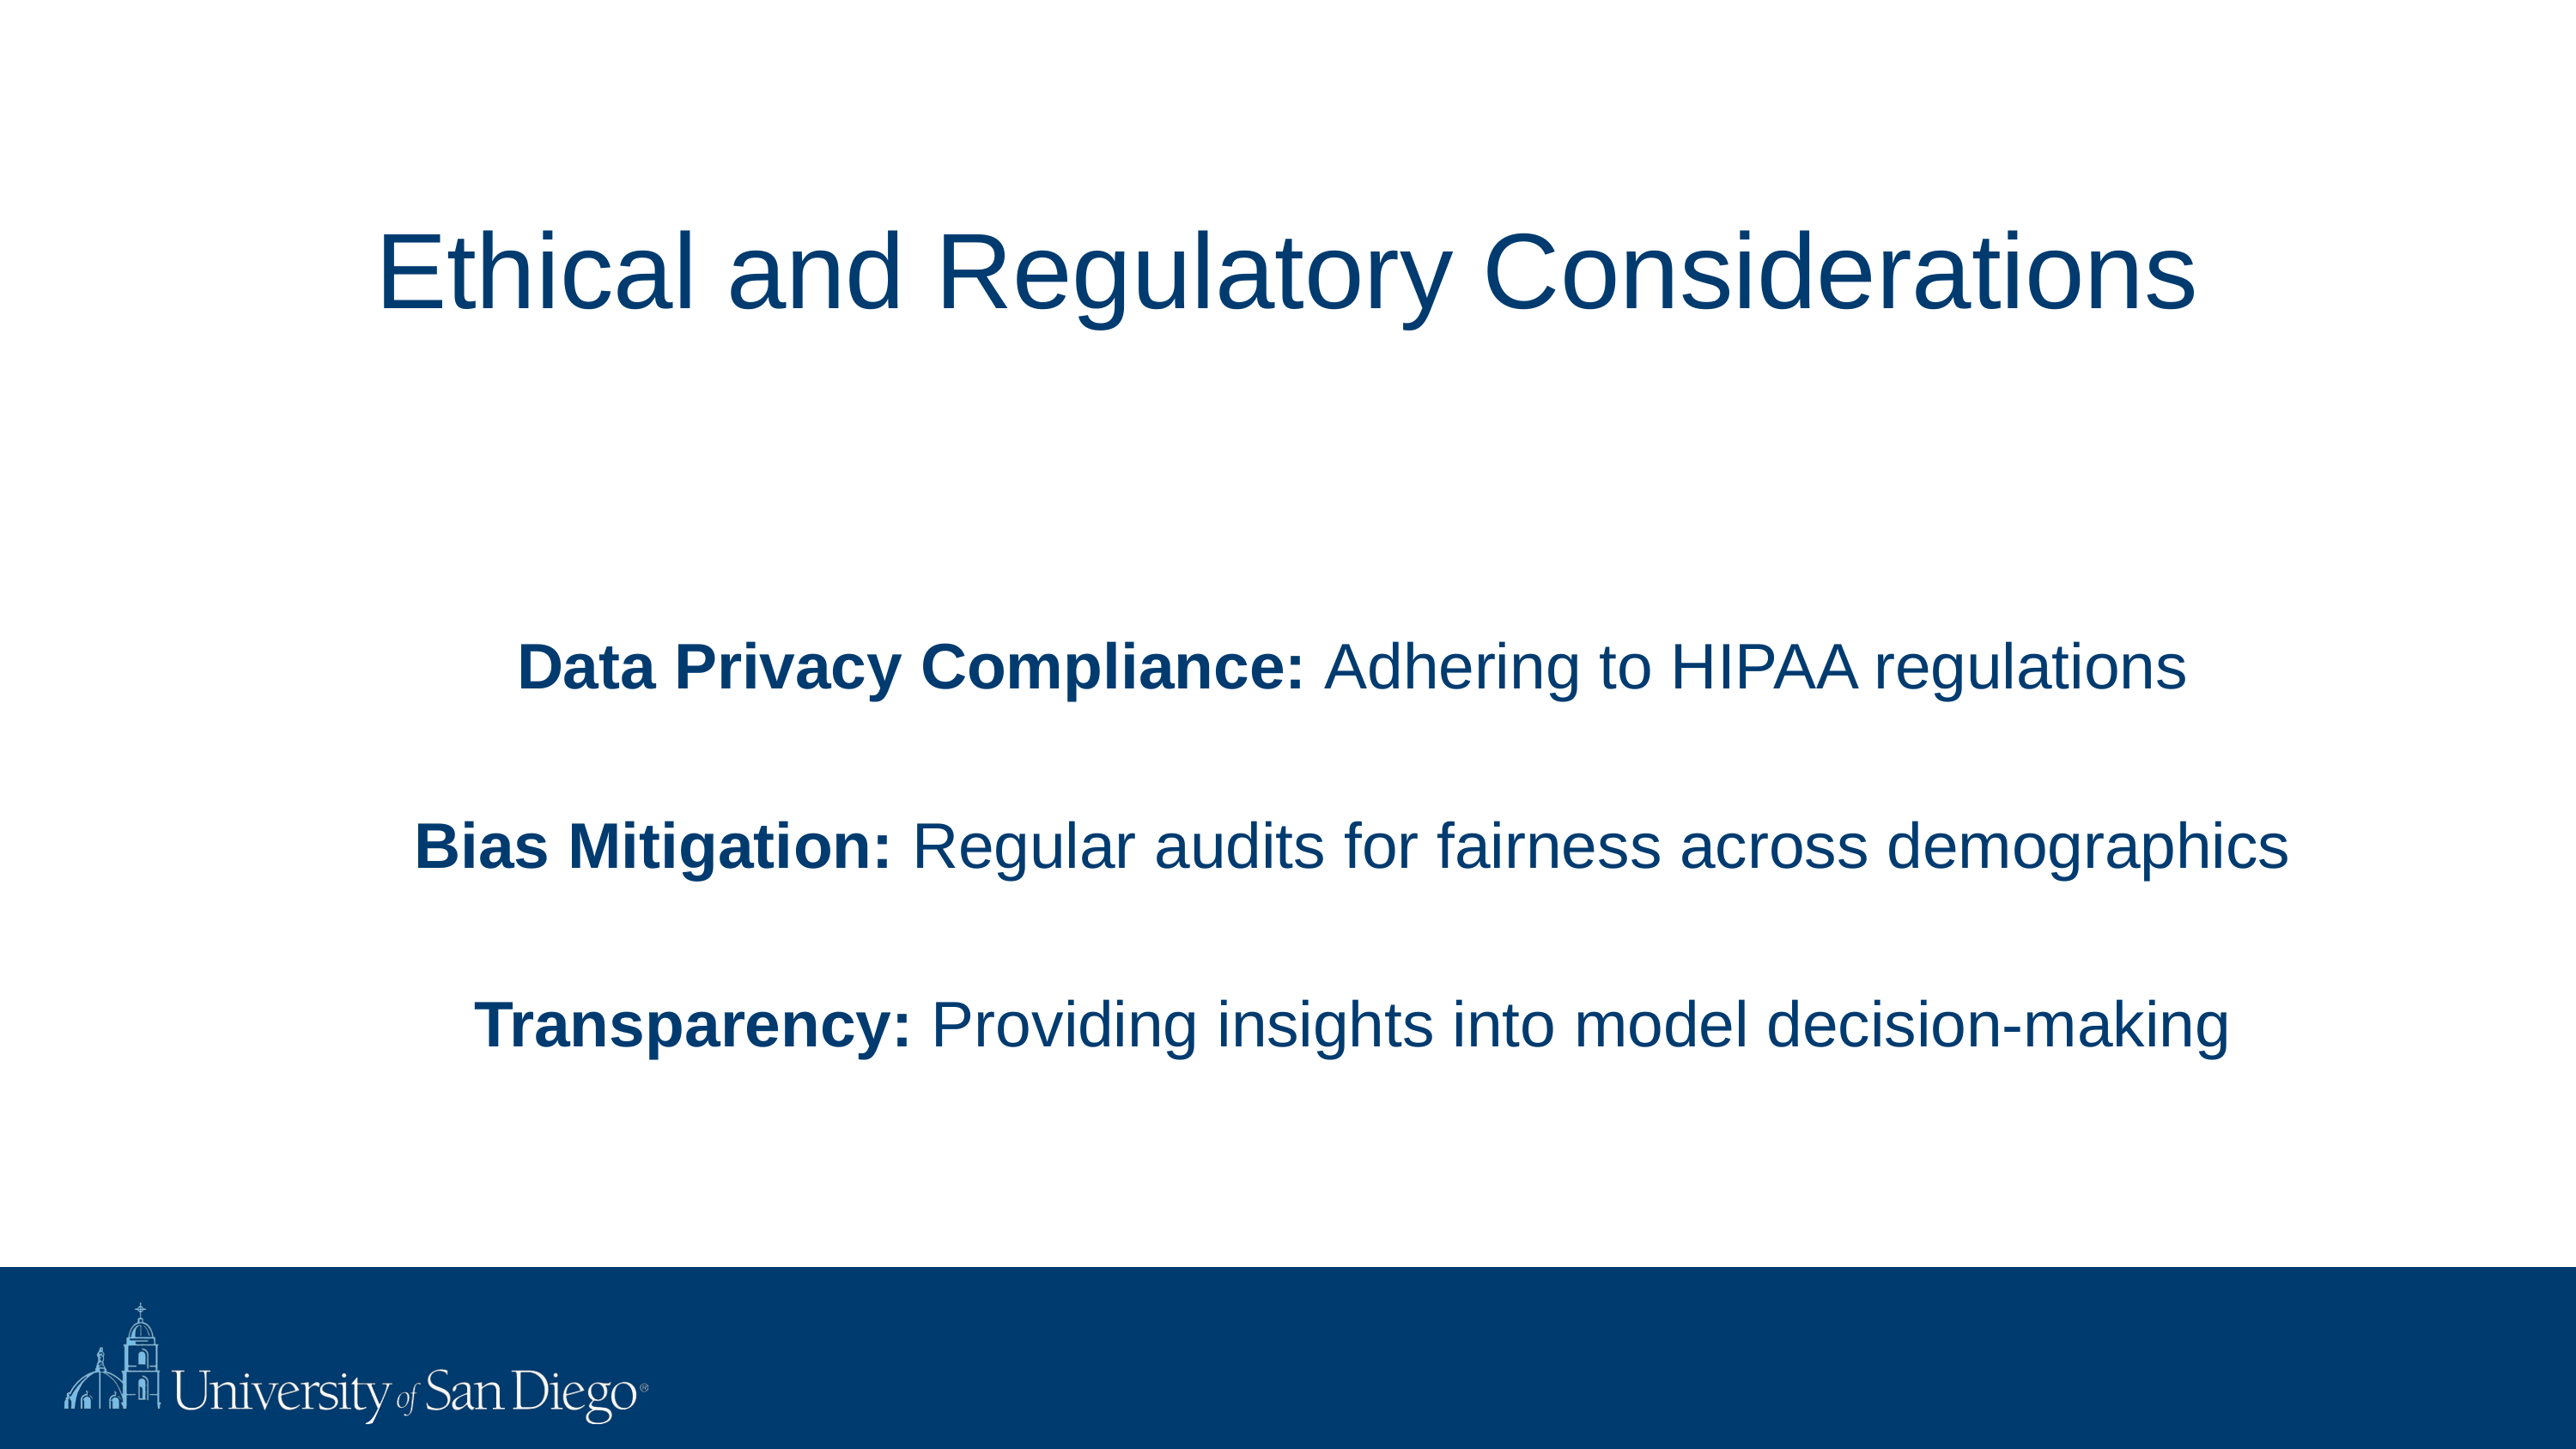 Ethical and Regulatory Considerations
Data Privacy Compliance: Adhering to HIPAA regulations
Bias Mitigation: Regular audits for fairness across demographics
Transparency: Providing insights into model decision-making
University of San Diego®